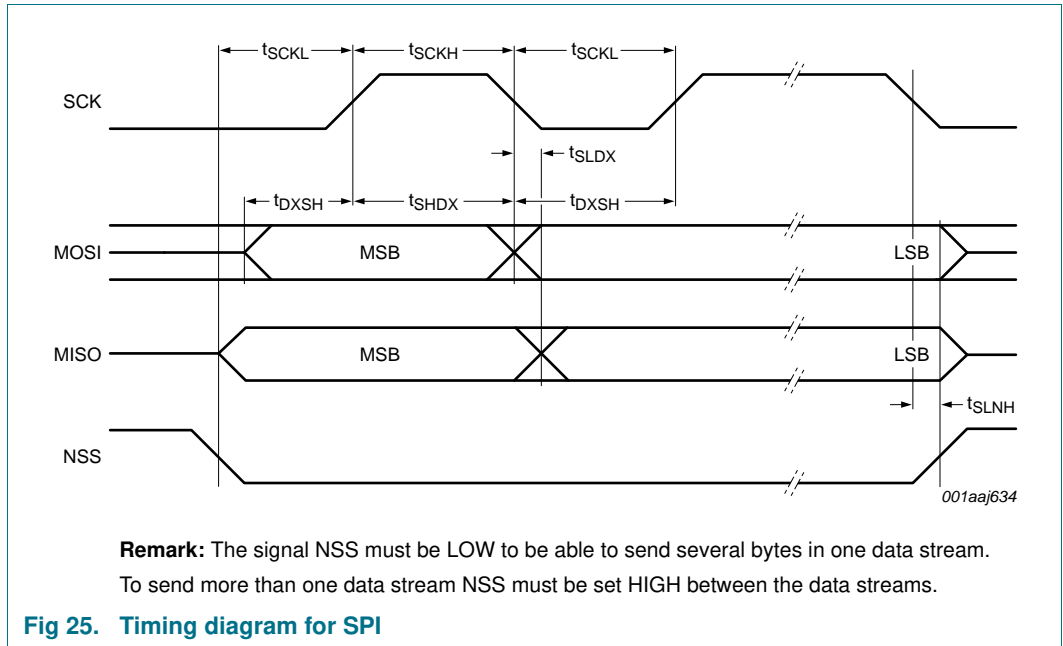 tSCKL tSCKH tSCKL
SCK
tSLDX
tDXSH tSHDX tDXSH
MOSI MSB LSB
MISO MSB LSB
tSLNH
NSS
001aaj634
Remark: The signal NSS must be LOW to be able to send several bytes in one data stream.
To send more than one data stream NSS must be set HIGH between the data streams.
Fig 25. Timing diagram for SPI